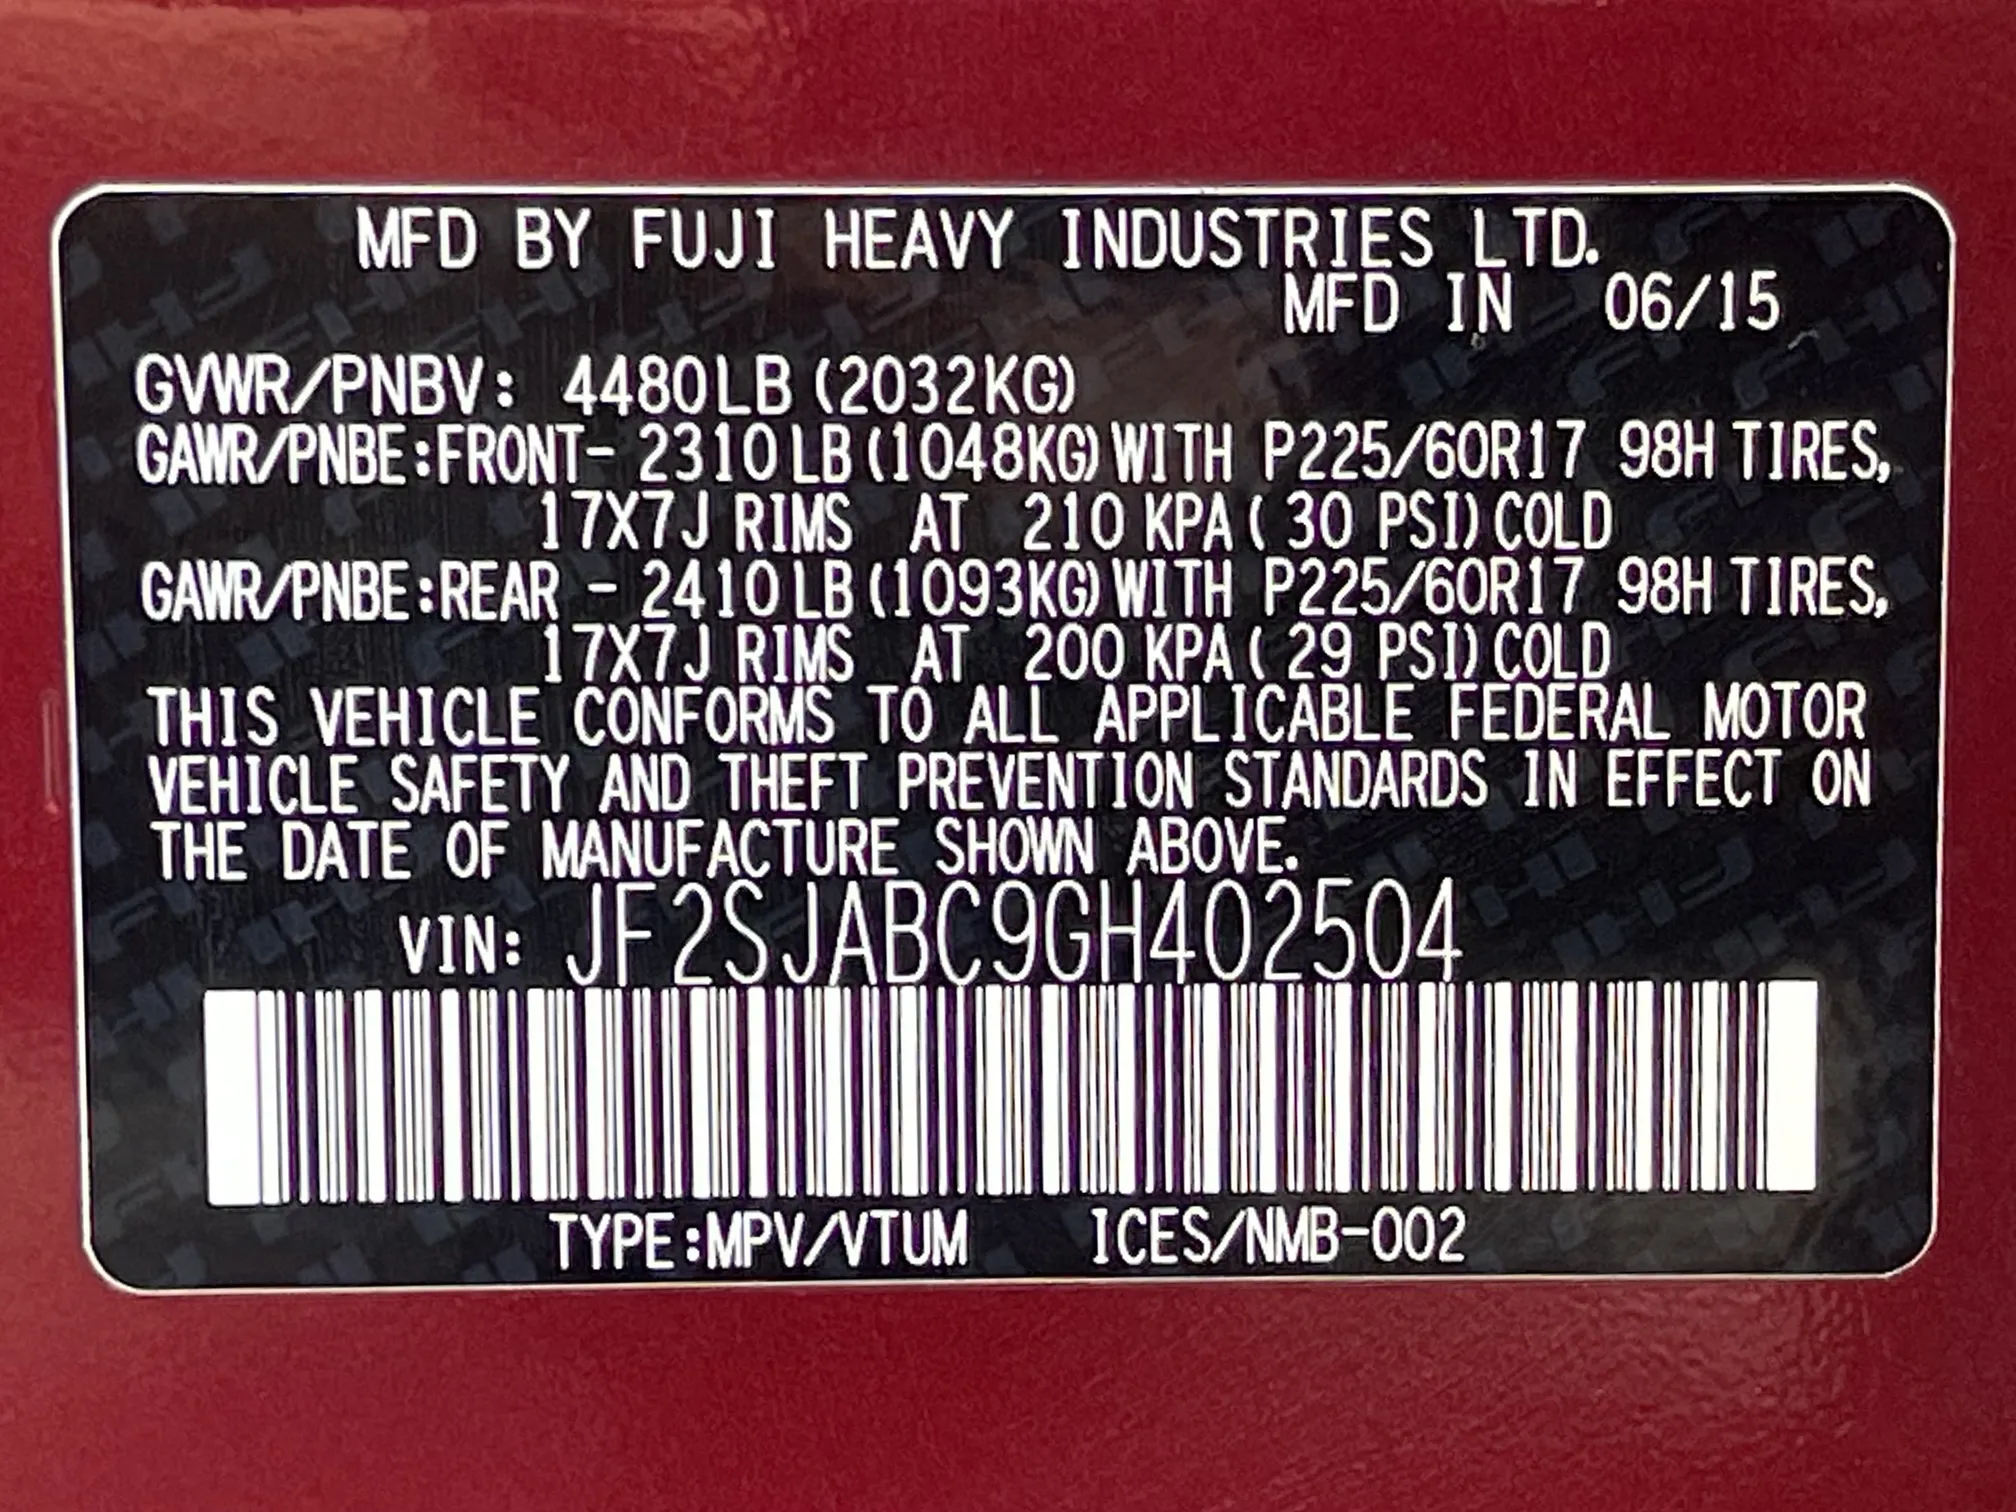 MFD BY FUJI HEAVY INDUSTRIES LTD.
MFD IN 06/15
GVWR/PNBV: 4480LB (2032KG)
GAWR/PNBE:FRONT- 2310LB (1048KG) WITH P225/60R17 98H TIRES,
17X7J RIMS AT 210 KPA ( 30 PSI) COLD
GAWR/PNBE:REAR - 2410LB (1093KG) WITH P225/60R17 98H TIRES,
17X7J RIMS AT 200 KPA ( 29 PSI) COLD
THIS VEHICLE CONFORMS TO ALL APPLICABLE FEDERAL MOTOR
VEHICLE SAFETY AND THEFT PREVENTION STANDARDS IN EFFECT ON
THE DATE OF MANUFACTURE SHOWN ABOVE.
VIN: JF2SJABC9GH402504
TYPE:MPV/VTUM ICES/NMB-002